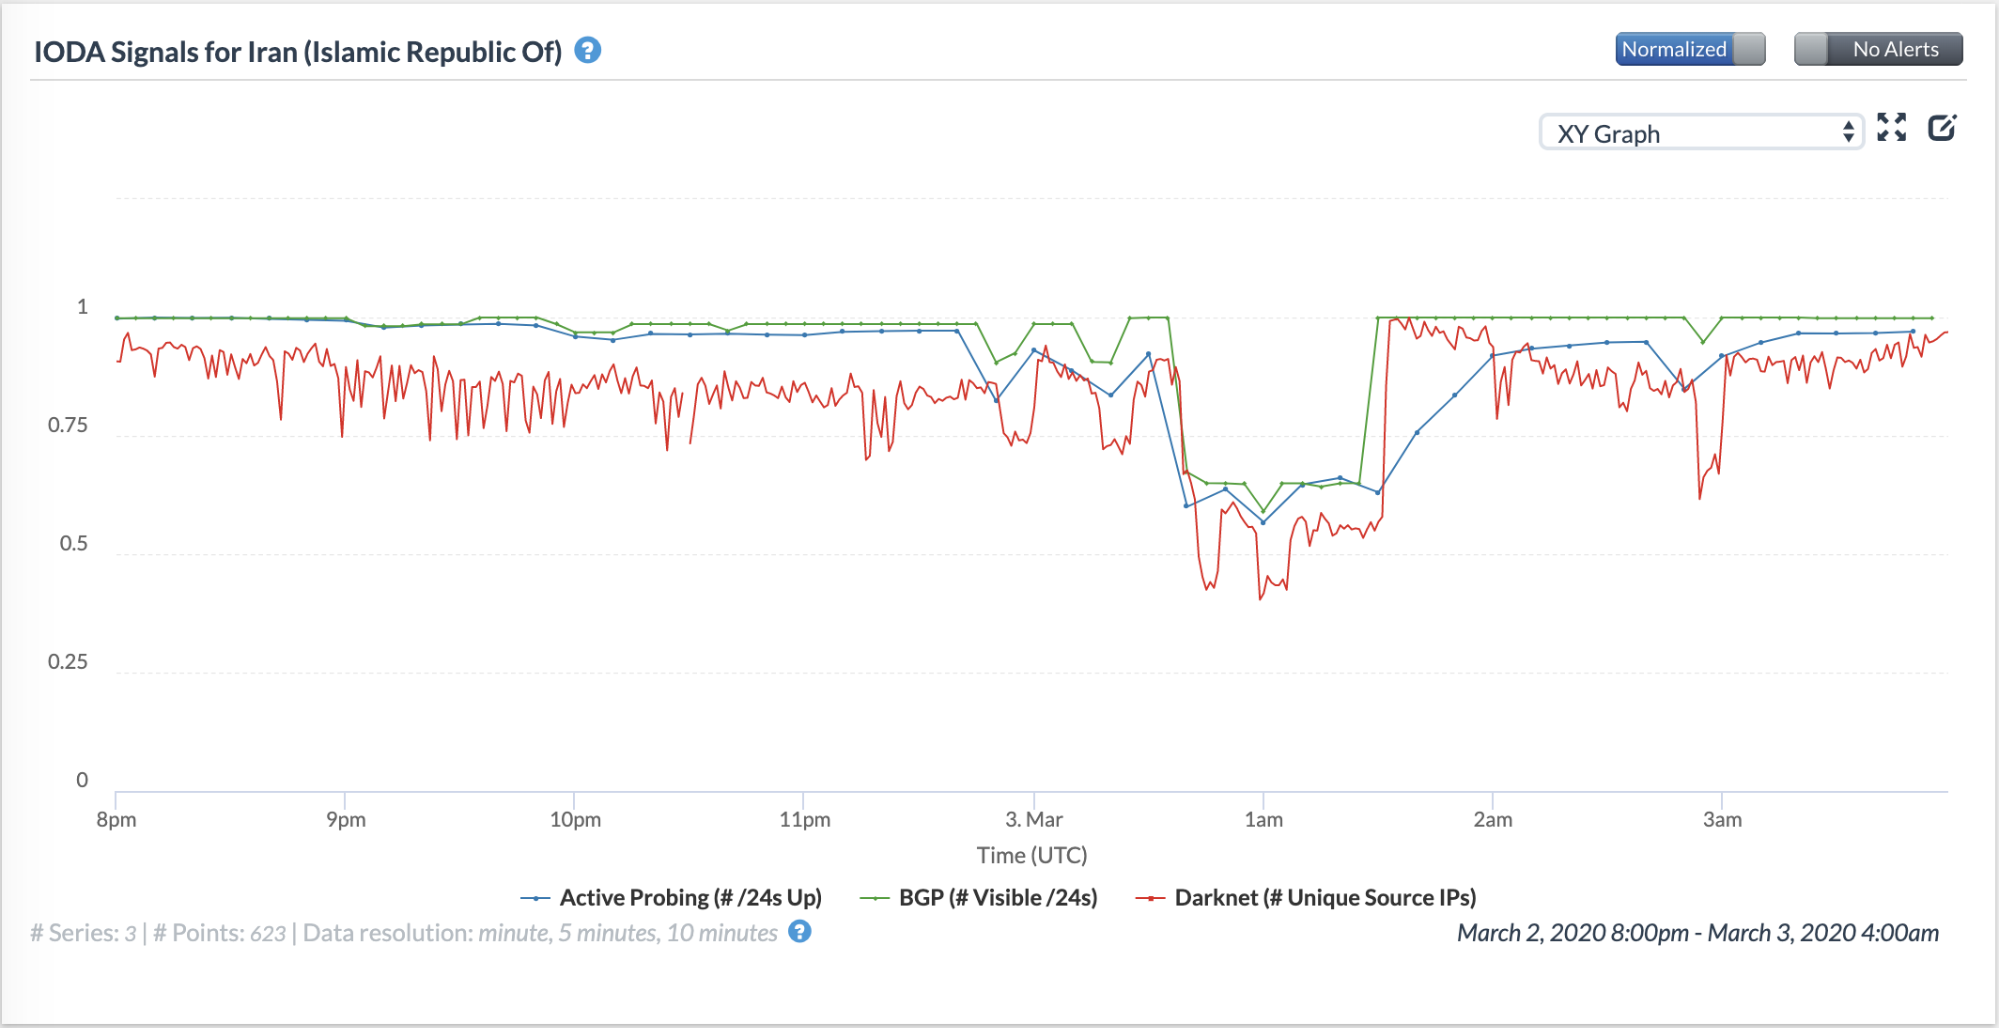 IODA Signals for Iran (Islamic Republic Of) ?
Normalized
No Alerts
XY Graph
1
0.75
0.5
0.25
0
8pm 9pm 10pm 11pm 3. Mar 1am 2am 3am
Time (UTC)
Active Probing (# /24s Up) BGP (# Visible /24s) Darknet (# Unique Source IPs)
# Series: 3 | # Points: 623 | Data resolution: minute, 5 minutes, 10 minutes ?
March 2, 2020 8:00pm - March 3, 2020 4:00am